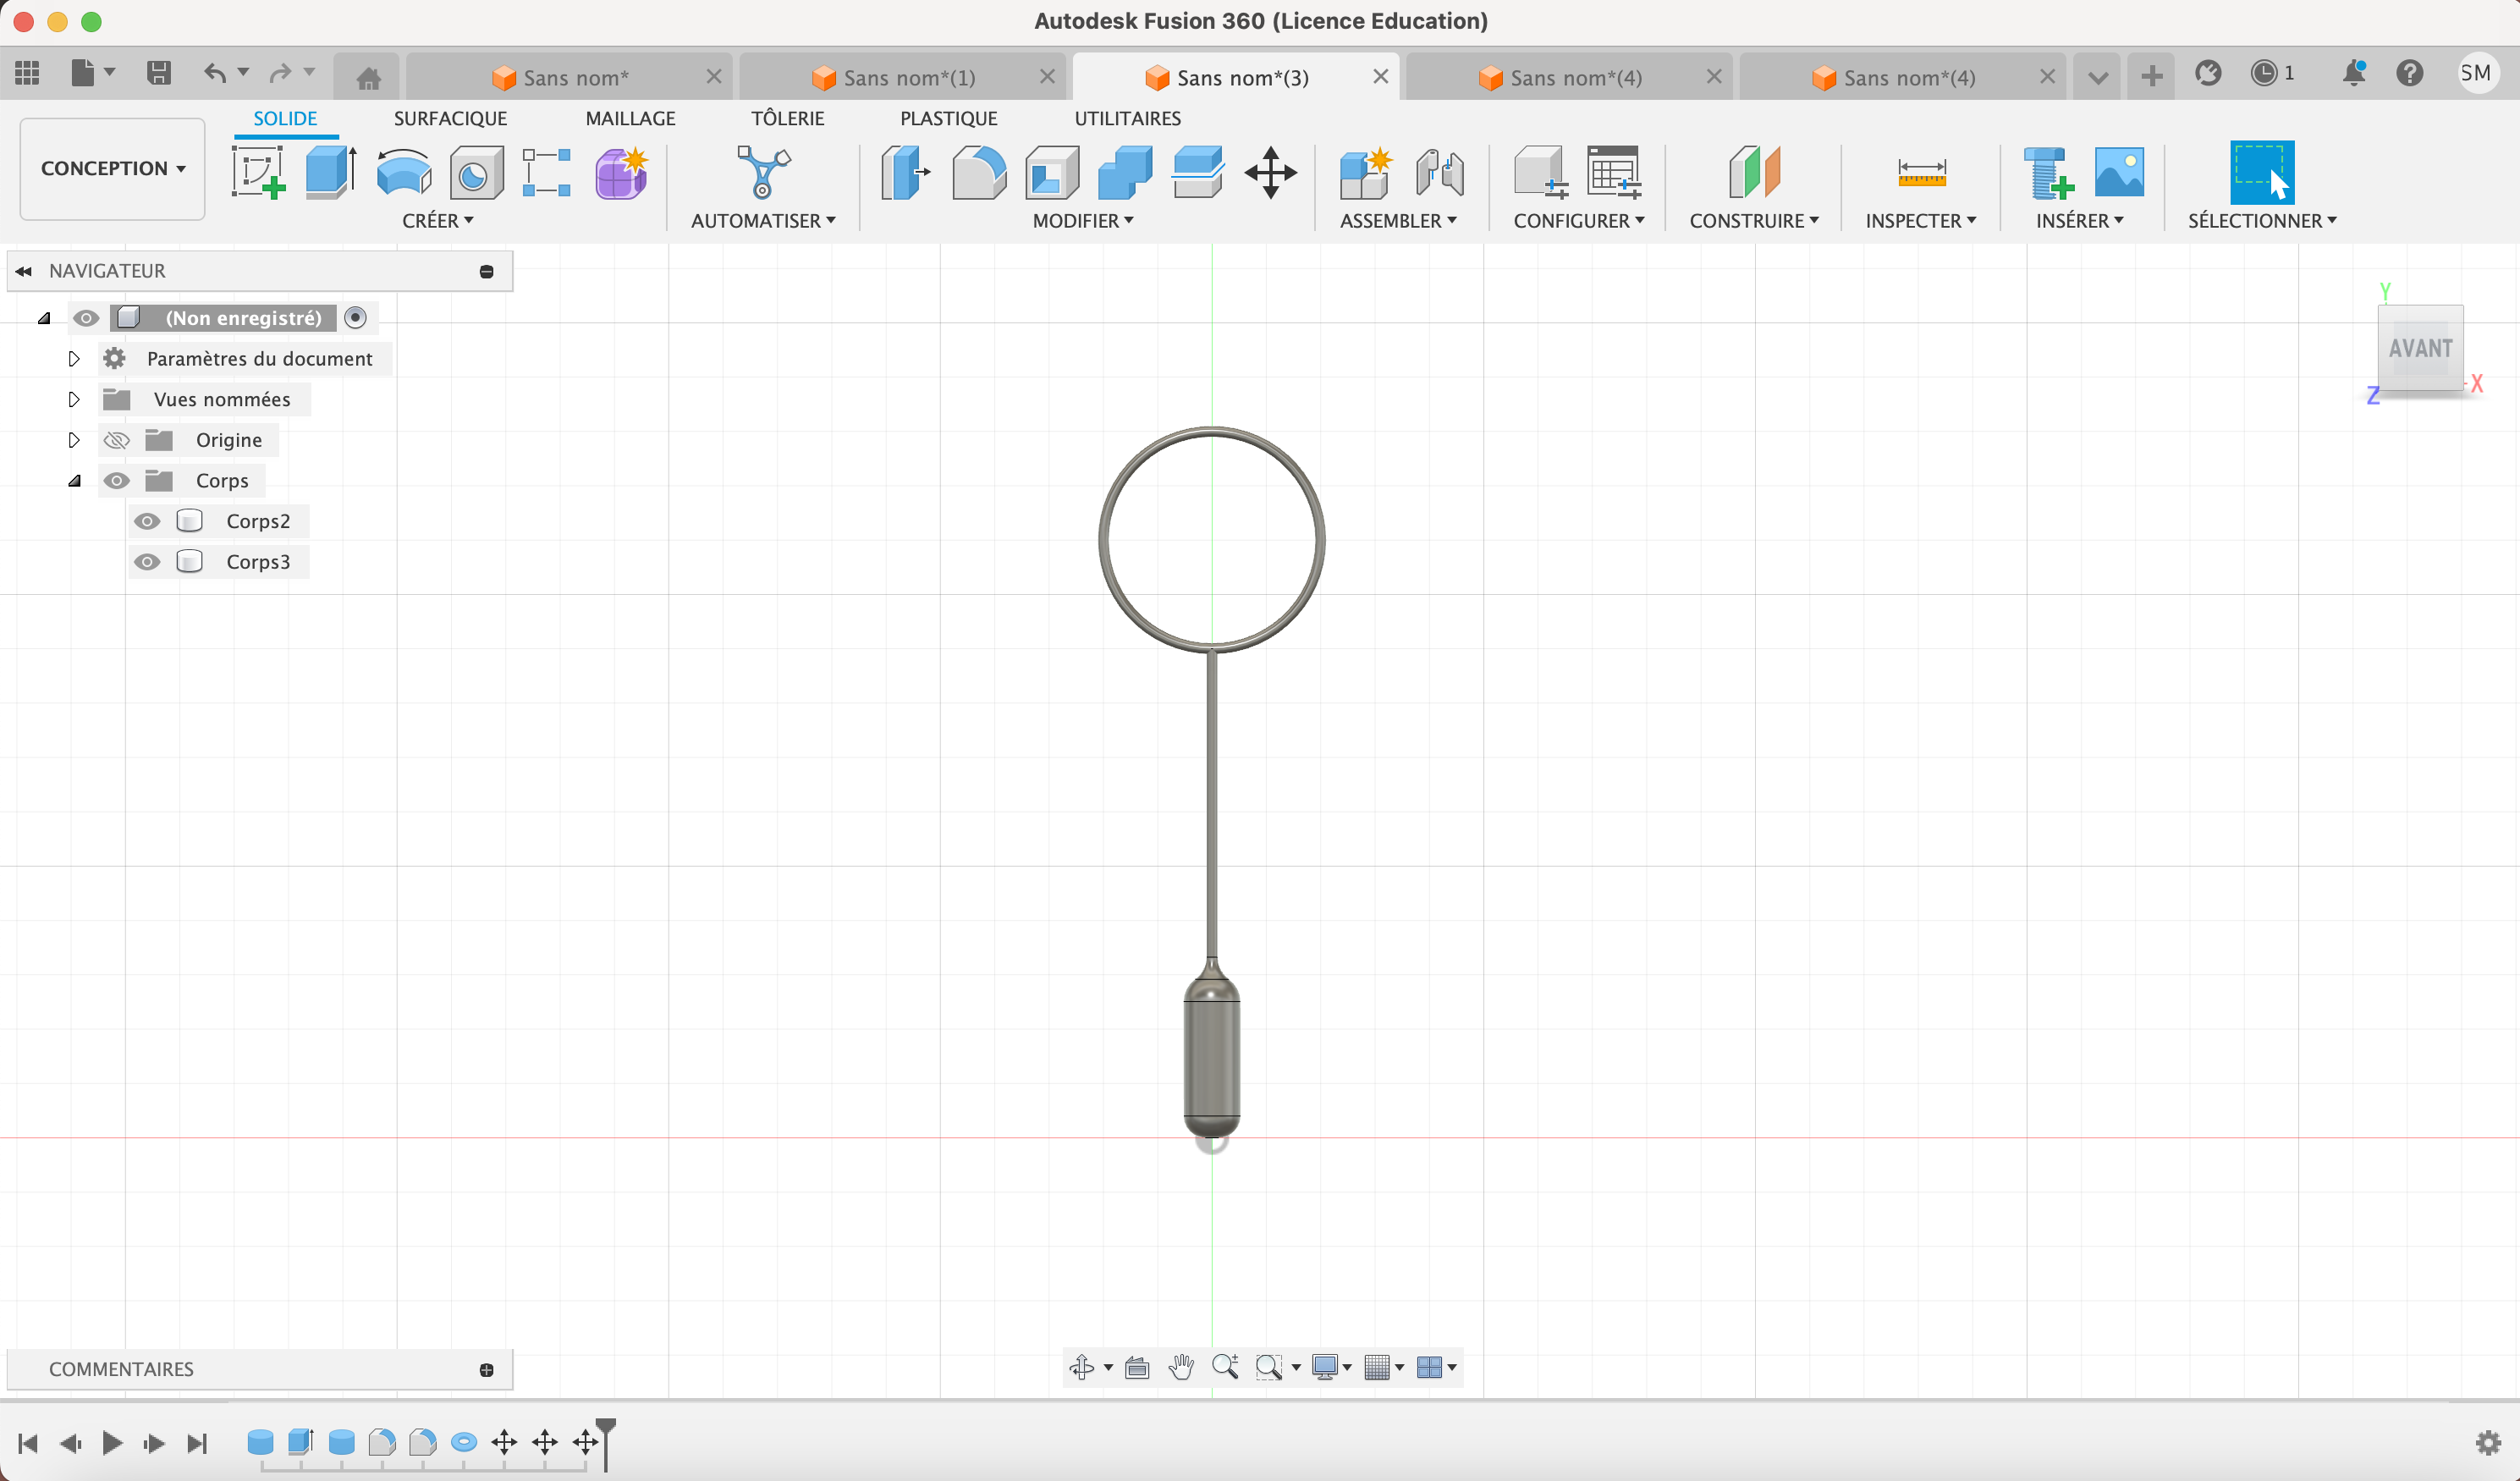 Autodesk Fusion 360 (Licence Education)
Sans nom*
Sans nom*(1)
Sans nom*(3)
Sans nom*(4)
Sans nom*(4)
1
SM
CONCEPTION
SOLIDE
SURFACIQUE
MAILLAGE
TÔLERIE
PLASTIQUE
UTILITAIRES
CRÉER
AUTOMATISER
MODIFIER
ASSEMBLER
CONFIGURER
CONSTRUIRE
INSPECTER
INSÉRER
SÉLECTIONNER
NAVIGATEUR
(Non enregistré)
Paramètres du document
Vues nommées
Origine
Corps
Corps2
Corps3
Y
AVANT
X
Z
COMMENTAIRES